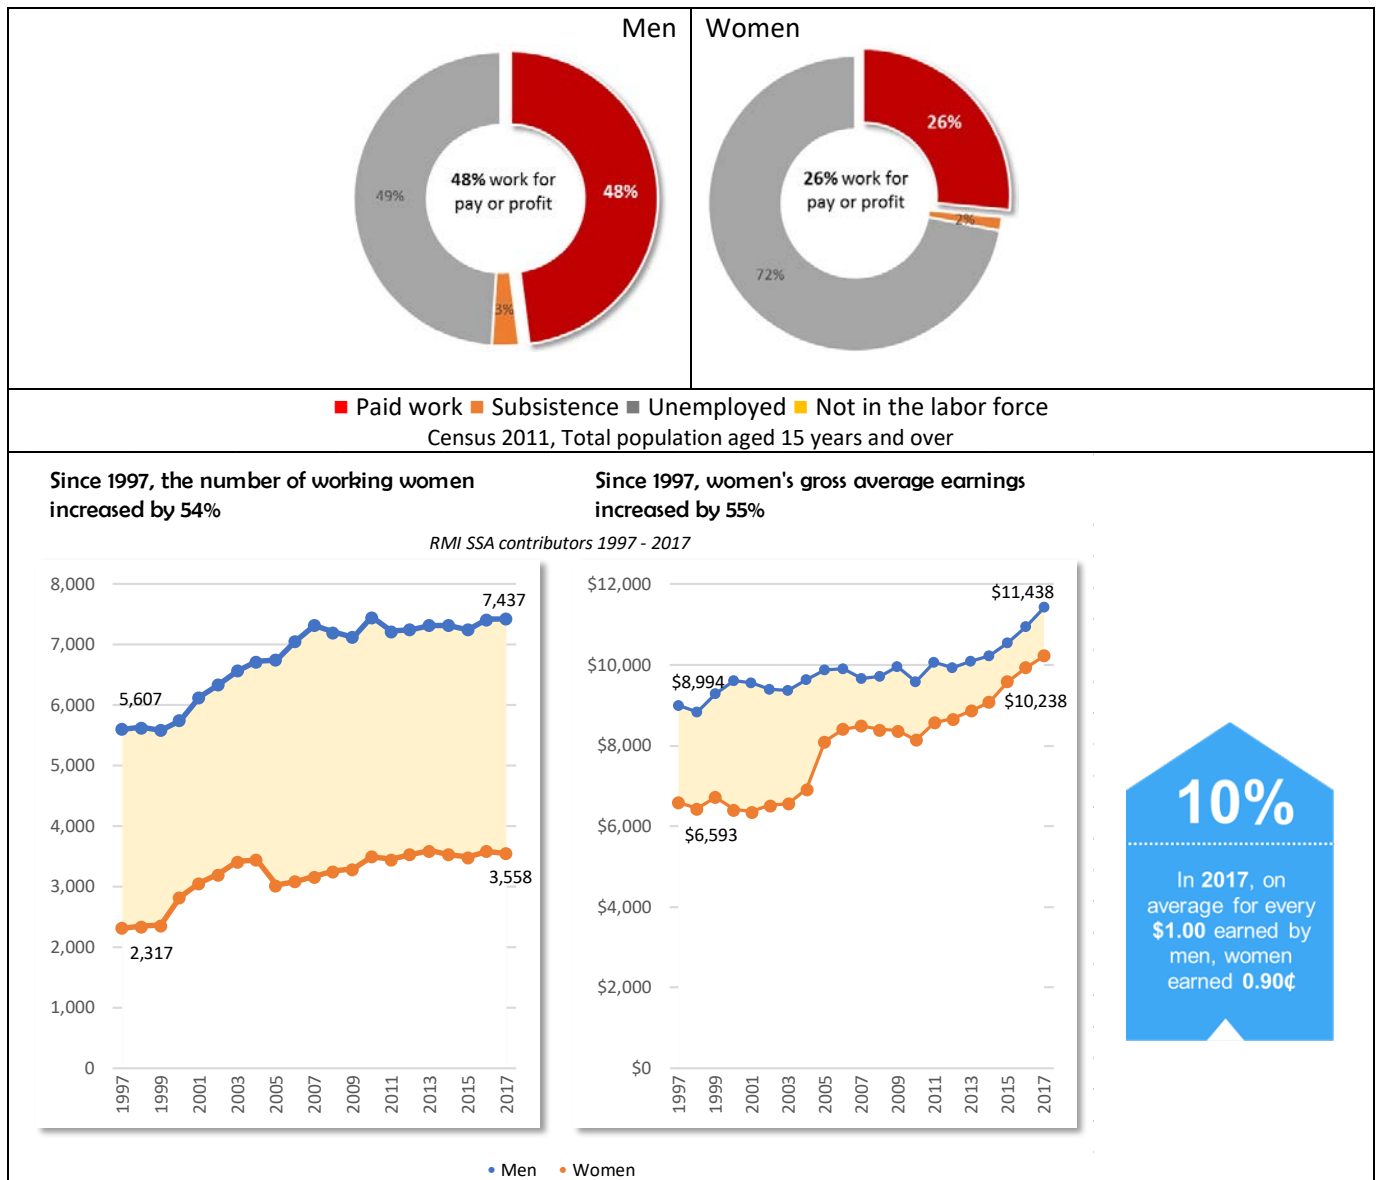 Men
Women
48%
49%
3%
48% work for
pay or profit
26%
2%
72%
26% work for
pay or profit
Paid work Subsistence Unemployed Not in the labor force
Census 2011, Total population aged 15 years and over
Since 1997, the number of working women
increased by 54%
Since 1997, women's gross average earnings
increased by 55%
RMI SSA contributors 1997 - 2017
8,000
7,000
6,000
5,000
4,000
3,000
2,000
1,000
0
5,607
7,437
2,317
3,558
1997
1999
2001
2003
2005
2007
2009
2011
2013
2015
2017
$12,000
$10,000
$8,000
$6,000
$4,000
$2,000
$0
$8,994
$11,438
$6,593
$10,238
1997
1999
2001
2003
2005
2007
2009
2011
2013
2015
2017
Men Women
10%
In 2017, on
average for every
$1.00 earned by
men, women
earned 0.90¢